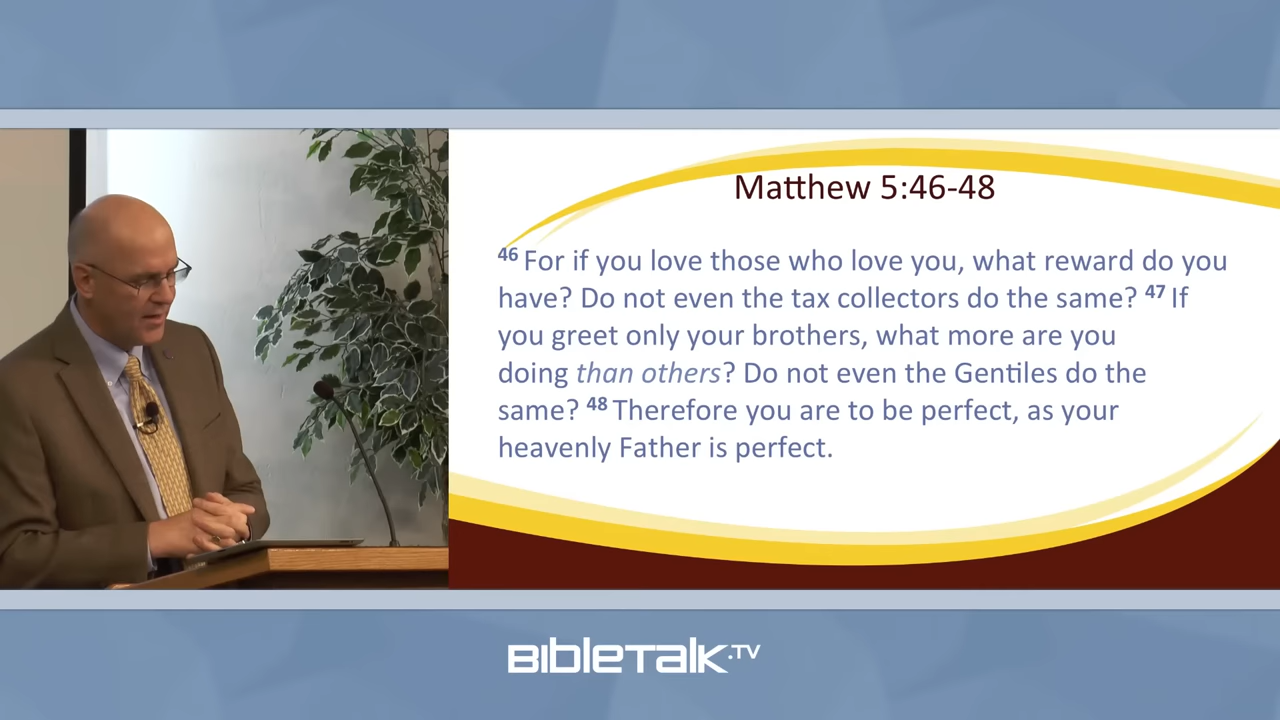 Matthew 5:46-48
46 For if you love those who love you, what reward do you
have? Do not even the tax collectors do the same? 47 If
you greet only your brothers, what more are you
doing than others? Do not even the Gentiles do the
same? 48 Therefore you are to be perfect, as your
heavenly Father is perfect.
BIBLETALK.TV